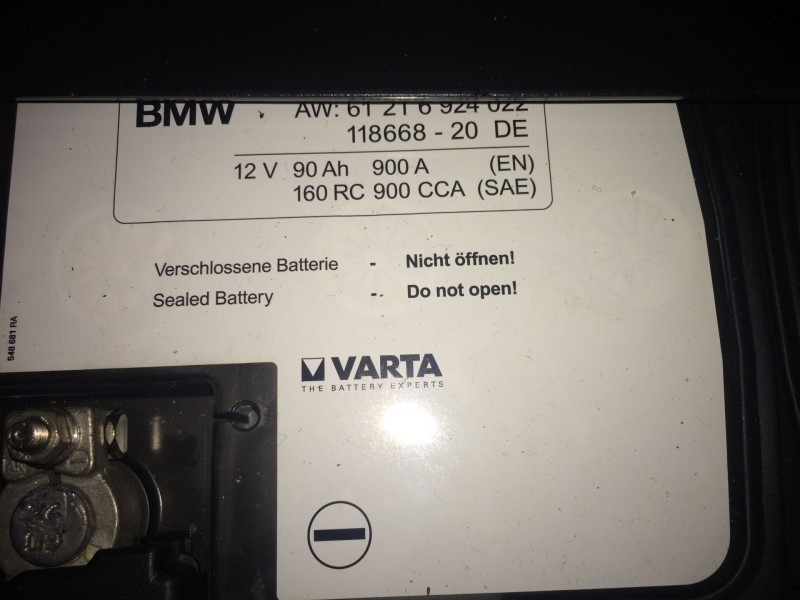 BMW AW: 61 21 6 924 022
118668 - 20 DE
12 V 90 Ah 900 A (EN)
160 RC 900 CCA (SAE)
Verschlossene Batterie - Nicht öffnen!
Sealed Battery - Do not open!
548 681 RA
VARTA
THE BATTERY EXPERTS